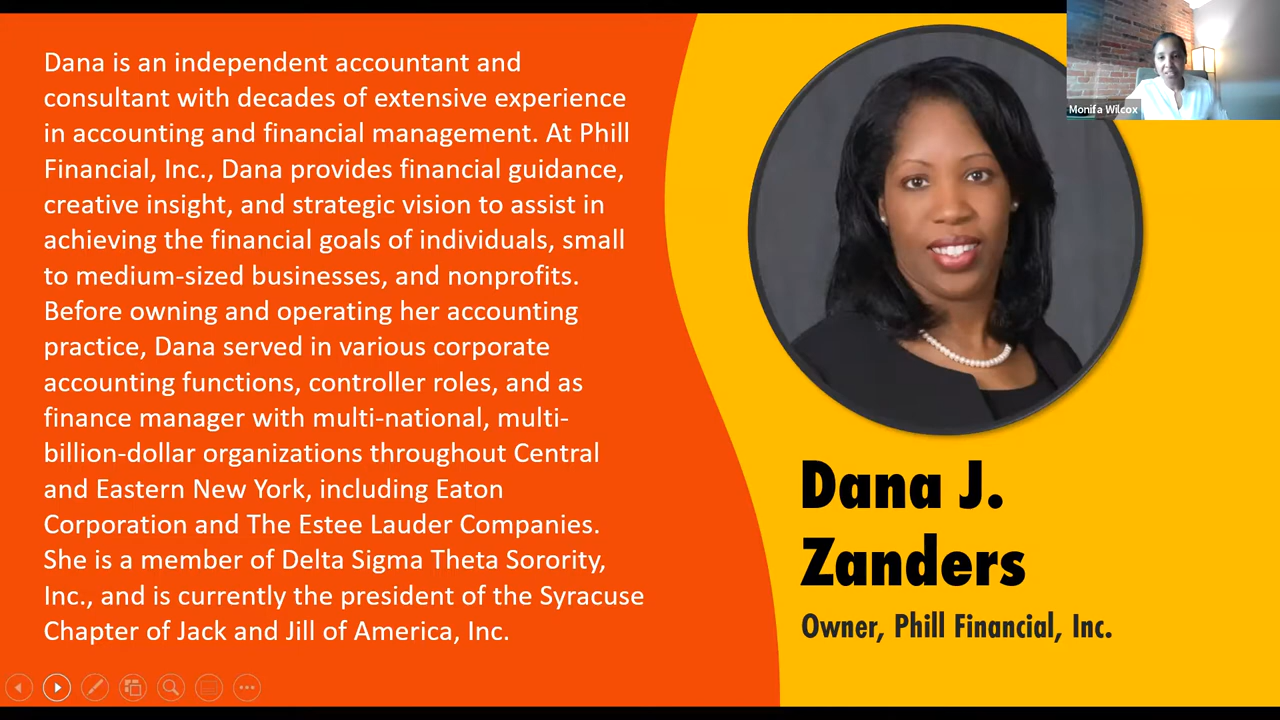 Dana is an independent accountant and
consultant with decades of extensive experience
in accounting and financial management. At Phill
Financial, Inc., Dana provides financial guidance,
creative insight, and strategic vision to assist in
achieving the financial goals of individuals, small
to medium-sized businesses, and nonprofits.
Before owning and operating her accounting
practice, Dana served in various corporate
accounting functions, controller roles, and as
finance manager with multi-national, multi-
billion-dollar organizations throughout Central
and Eastern New York, including Eaton
Corporation and The Estee Lauder Companies.
She is a member of Delta Sigma Theta Sorority,
Inc., and is currently the president of the Syracuse
Chapter of Jack and Jill of America, Inc.
Monifa Wilcox
Dana J.
Zanders
Owner, Phill Financial, Inc.